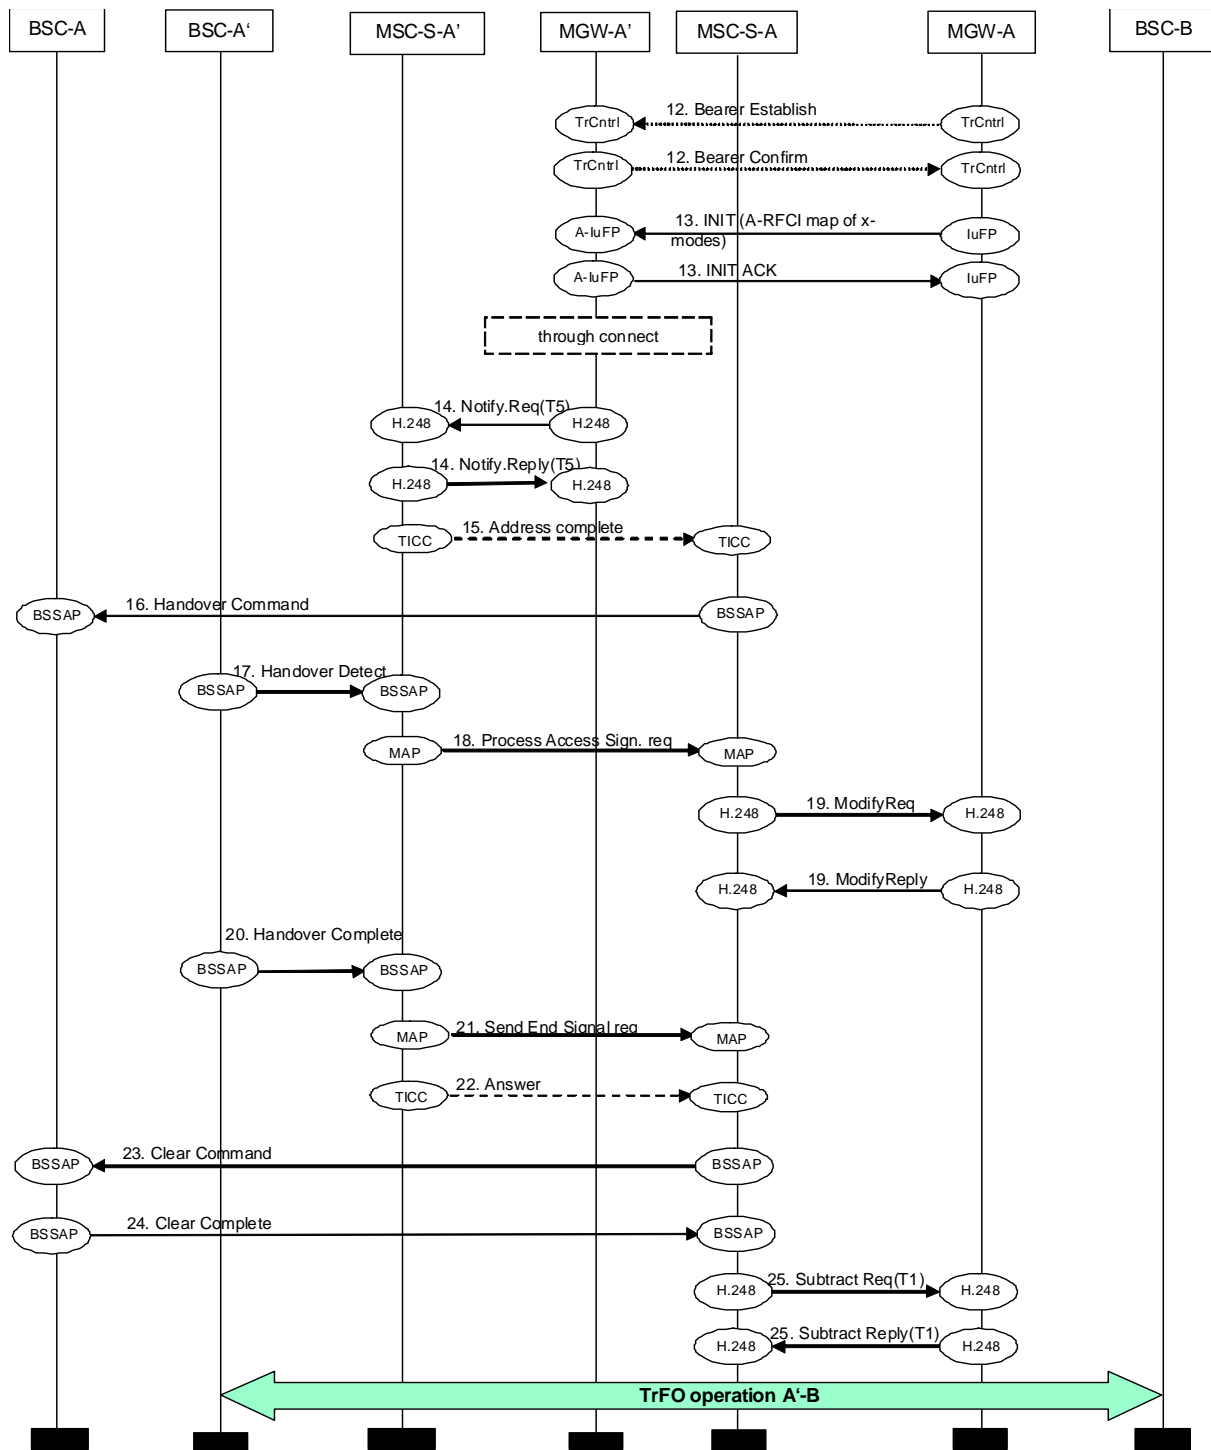 BSC-A BSC-A‘ MSC-S-A’ MGW-A’ MSC-S-A MGW-A BSC-B
12. Bearer Establish
TrCntrl TrCntrl
12. Bearer Confirm
TrCntrl TrCntrl
13. INIT (A-RFCI map of x-
modes)
A-IuFP IuFP
13. INIT ACK
A-IuFP IuFP
through connect
14. Notify.Req(T5)
H.248 H.248
14. Notify.Reply(T5)
H.248 H.248
15. Address complete
TICC TICC
16. Handover Command
BSSAP BSSAP
17. Handover Detect
BSSAP BSSAP
18. Process Access Sign. req
MAP MAP
19. ModifyReq
H.248 H.248
19. ModifyReply
H.248 H.248
20. Handover Complete
BSSAP BSSAP
21. Send End Signal req
MAP MAP
22. Answer
TICC TICC
23. Clear Command
BSSAP BSSAP
24. Clear Complete
BSSAP BSSAP
25. Subtract Req(T1)
H.248 H.248
25. Subtract Reply(T1)
H.248 H.248
TrFO operation A‘-B